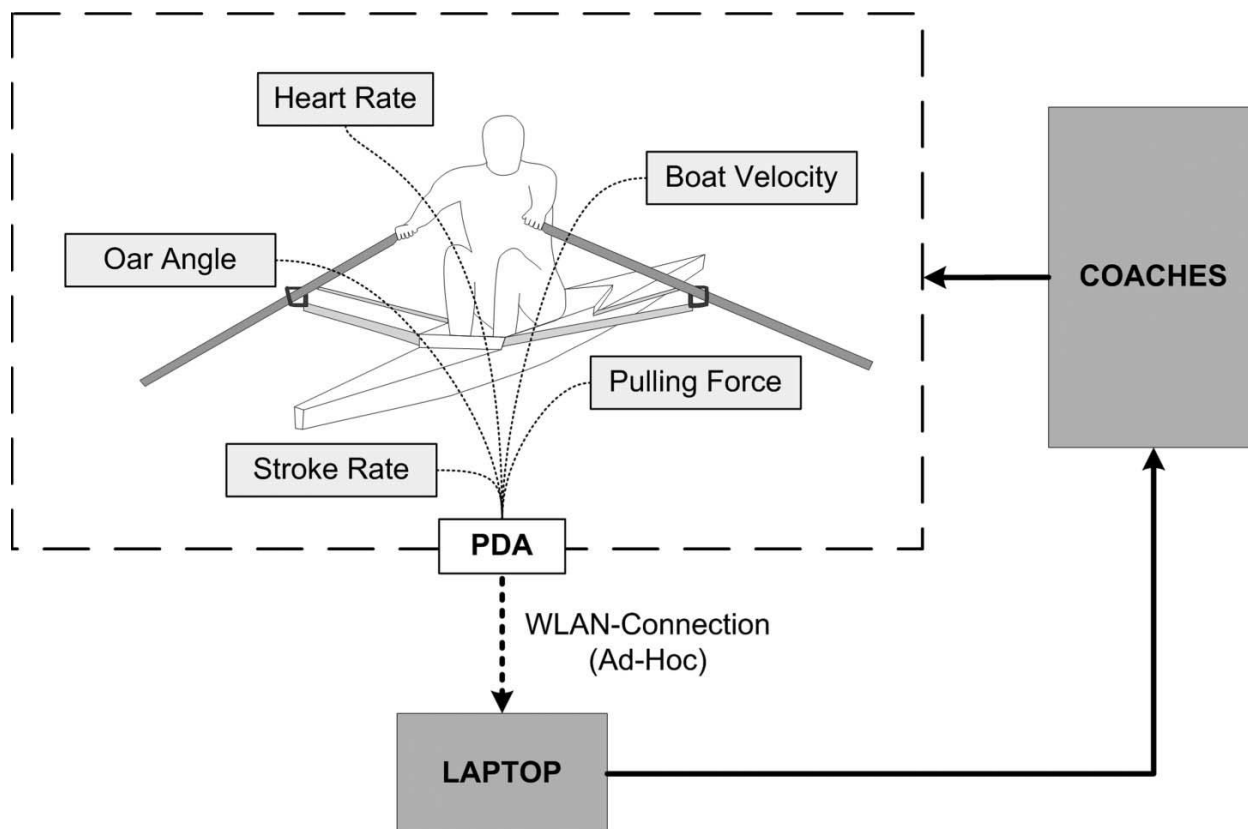 Heart Rate
Boat Velocity
Oar Angle
COACHES
Pulling Force
Stroke Rate
PDA
WLAN-Connection
(Ad-Hoc)
LAPTOP